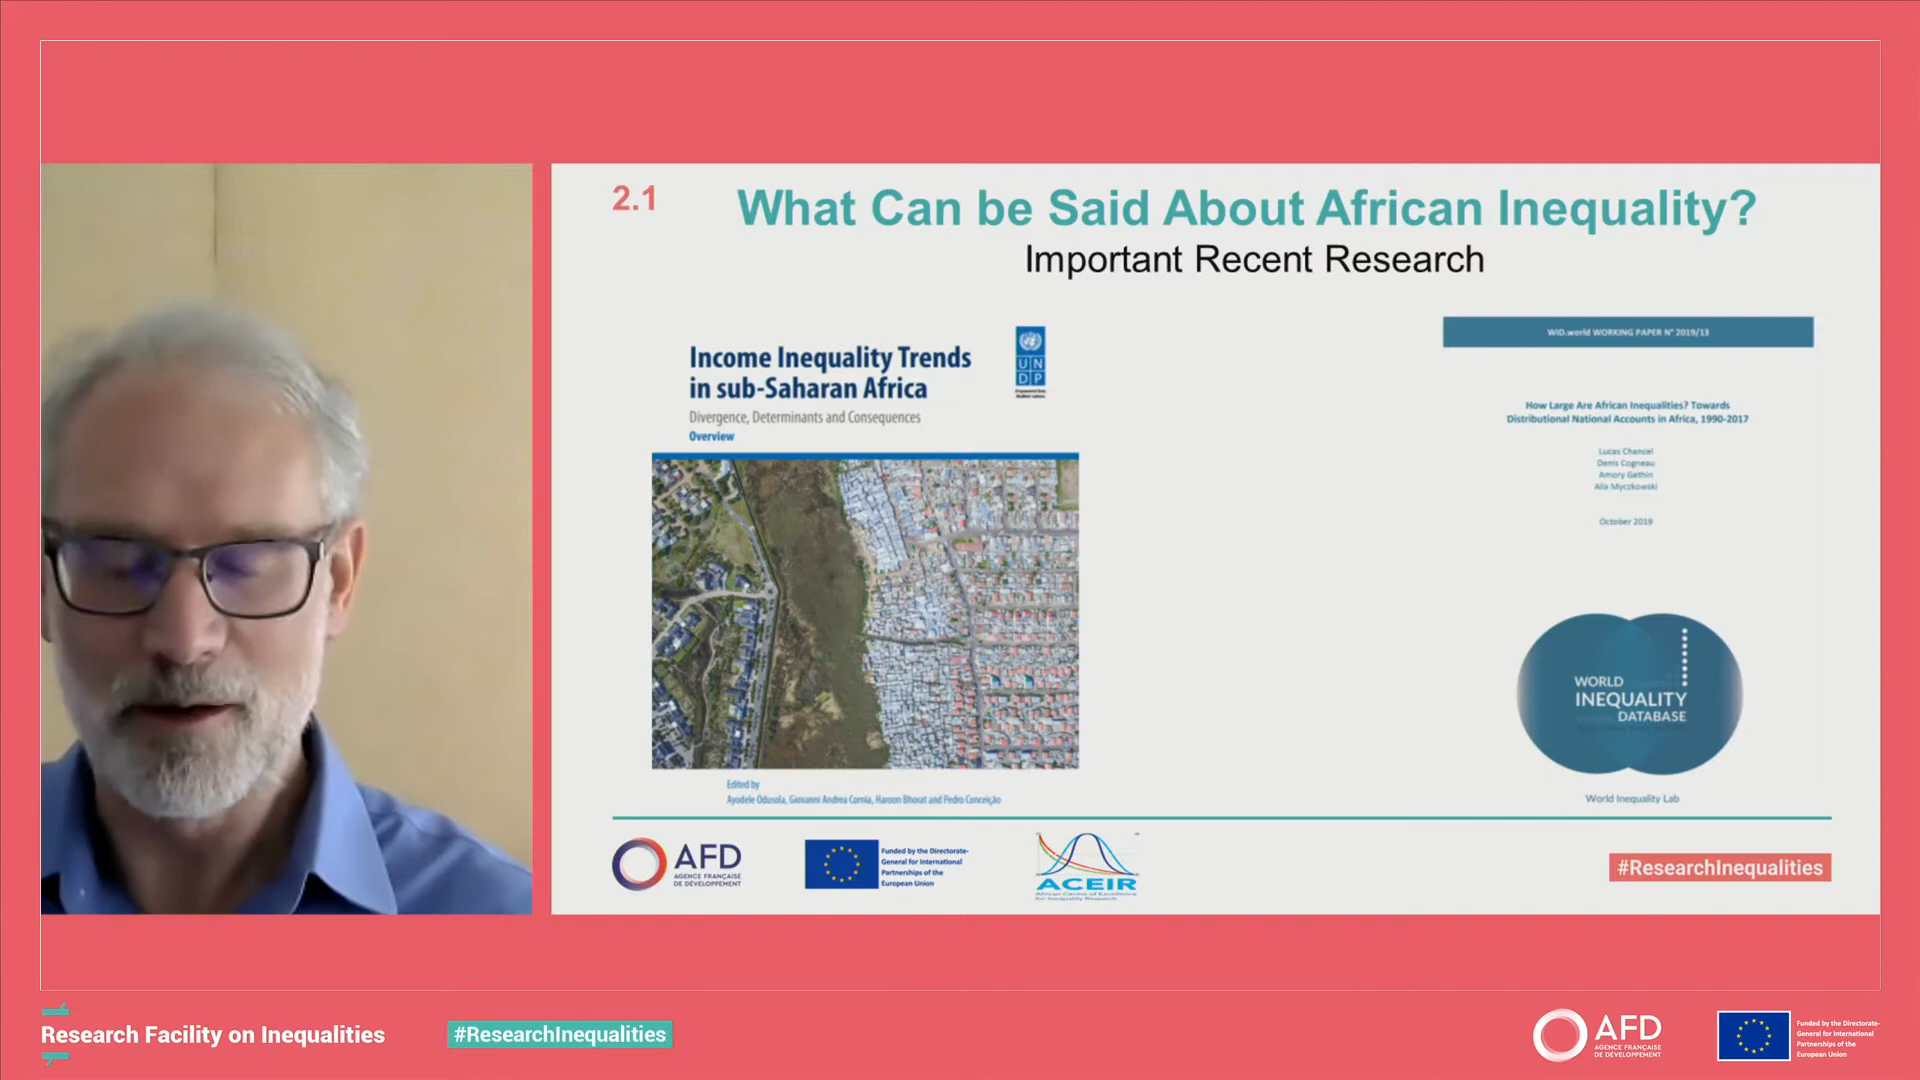 2.1
What Can be Said About African Inequality?
Important Recent Research
Income Inequality Trends
in sub-Saharan Africa
Divergence, Determinants and Consequences
Overview
U N
D P
Edited by
Ayodele Odusola, Giovanni Andrea Cornia, Haroon Bhorat and Pedro Conceição
WID.world WORKING PAPER N° 2019/13
How Large Are African Inequalities? Towards
Distributional National Accounts in Africa, 1990-2017
Lucas Chancel
Denis Cogneau
Amory Gethin
Alix Myczkowski
October 2019
WORLD
INEQUALITY
DATABASE
World Inequality Lab
AFD
AGENCE FRANÇAISE
DE DÉVELOPPEMENT
Funded by the Directorate-
General for International
Partnerships of the
European Union
ACEIR
African Centre of Excellence
for Inequality Research
#ResearchInequalities
Research Facility on Inequalities
#ResearchInequalities
AFD
AGENCE FRANÇAISE
DE DÉVELOPPEMENT
Funded by the Directorate-
General for International
Partnerships of the
European Union